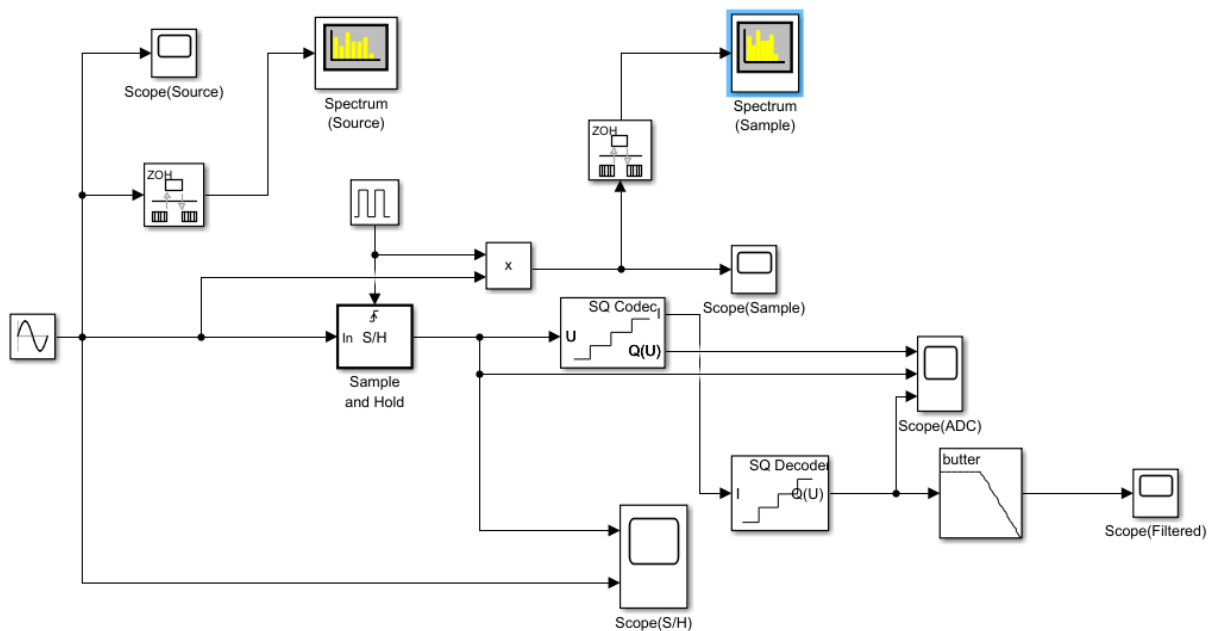 Scope(Source)
Spectrum
(Source)
Spectrum
(Sample)
ZOH
ZOH
x
Scope(Sample)
In
S/H
Sample
and Hold
SQ Codec
I
U
Q(U)
Scope(ADC)
SQ Decoder
I
Q(U)
butter
Scope(Filtered)
Scope(S/H)